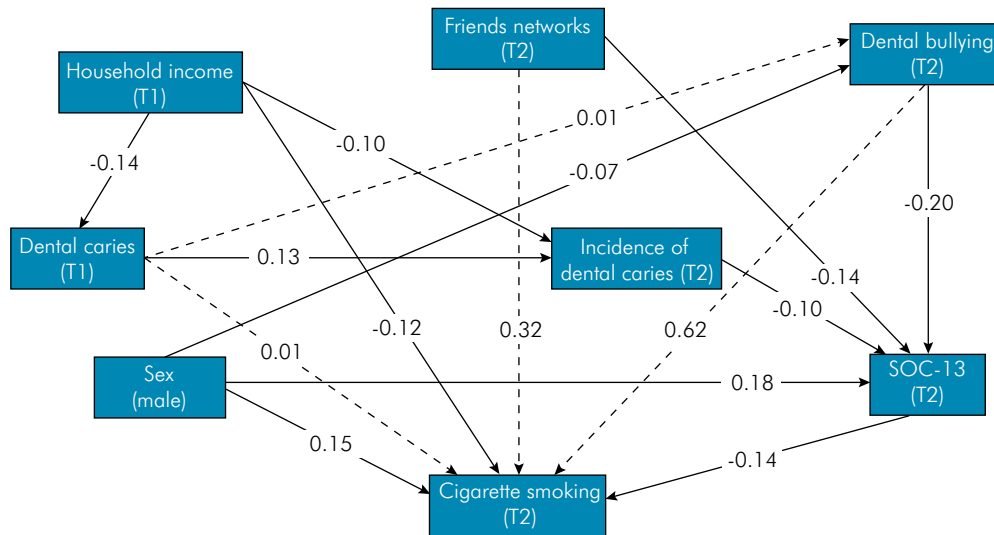 Friends networks
(T2)
Dental bullying
(T2)
Household income
(T1)
0.01
-0.10
-0.14
-0.07
-0.20
Dental caries
(T1)
0.13
Incidence of
dental caries (T2)
-0.14
-0.10
-0.12
0.32
0.62
0.01
Sex
(male)
0.18
SOC-13
(T2)
0.15
-0.14
Cigarette smoking
(T2)